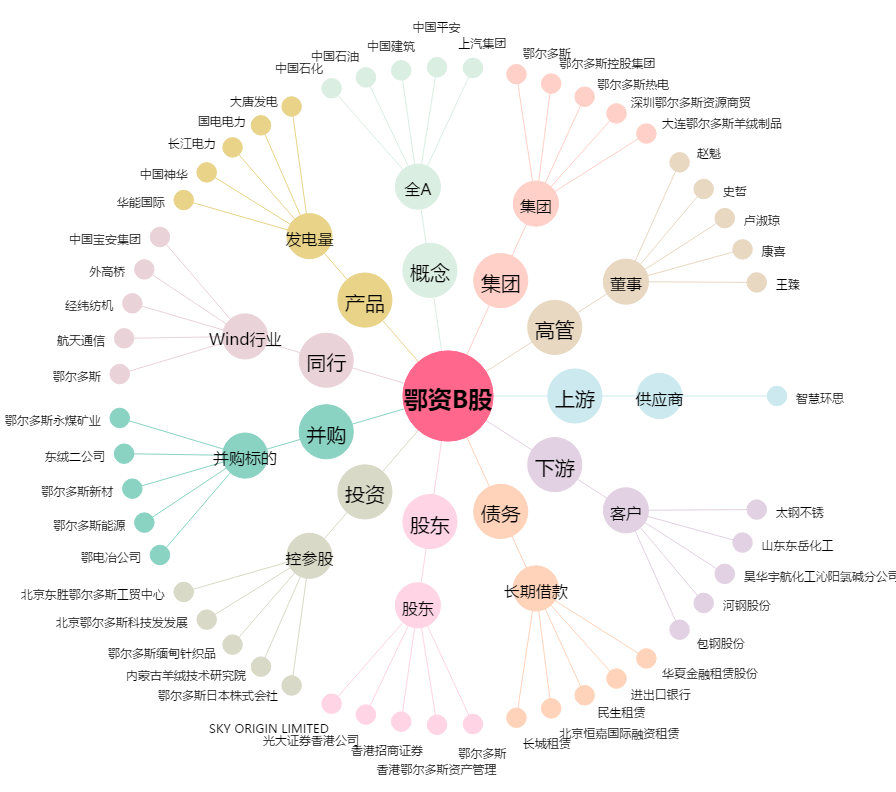 鄂资B股
概念
全A
中国石化
中国石油
中国建筑
中国平安
上汽集团
集团
集团
鄂尔多斯
鄂尔多斯控股集团
鄂尔多斯热电
深圳鄂尔多斯资源商贸
大连鄂尔多斯羊绒制品
高管
董事
赵魁
史哲
卢淑琼
康喜
王臻
上游
供应商
智慧环思
下游
客户
太钢不锈
山东东岳化工
昊华宇航化工沁阳氯碱分公司
河钢股份
包钢股份
债务
长期借款
华夏金融租赁股份
进出口银行
民生租赁
北京恒嘉国际融资租赁
长城租赁
股东
股东
鄂尔多斯
香港鄂尔多斯资产管理
香港招商证券
光大证券香港公司
SKY ORIGIN LIMITED
投资
控参股
鄂尔多斯日本株式会社
内蒙古羊绒技术研究院
鄂尔多斯缅甸针织品
北京鄂尔多斯科技发发展
北京东胜鄂尔多斯工贸中心
并购
并购标的
鄂电冶公司
鄂尔多斯能源
鄂尔多斯新材
东绒二公司
鄂尔多斯永煤矿业
同行
Wind行业
鄂尔多斯
航天通信
经纬纺机
外高桥
中国宝安集团
产品
发电量
华能国际
中国神华
长江电力
国电电力
大唐发电